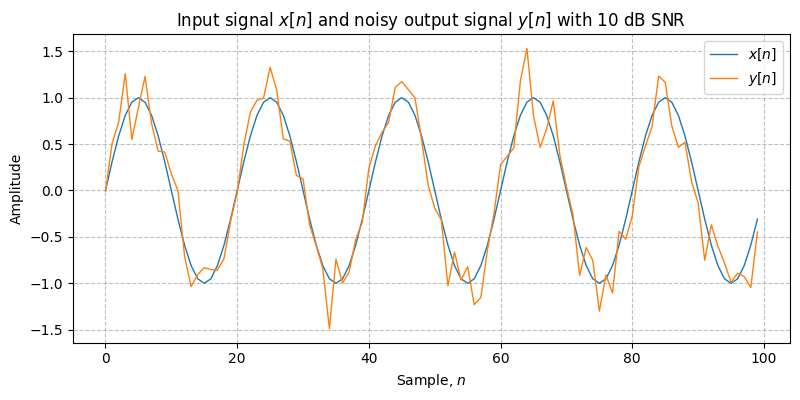 Input signal x[n] and noisy output signal y[n] with 10 dB SNR
x[n]
y[n]
Amplitude
1.5
1.0
0.5
0.0
−0.5
−1.0
−1.5
0 20 40 60 80 100
Sample, n